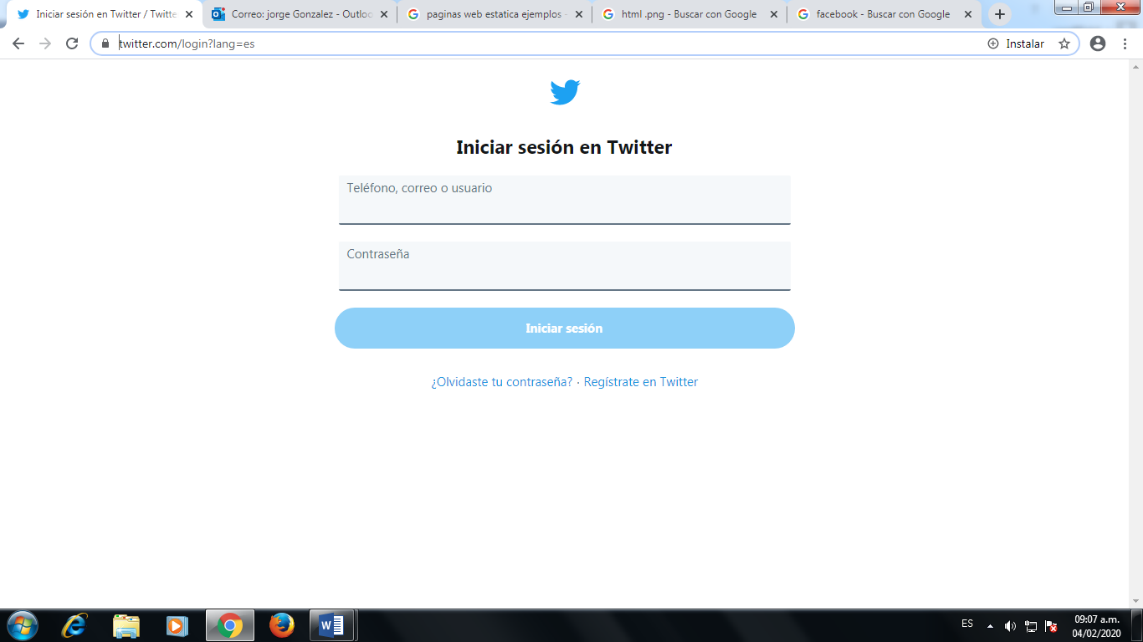 Iniciar sesión en Twitter / Twitte
Correo: jorge Gonzalez - Outlo
paginas web estatica ejemplos -
html .png - Buscar con Google
facebook - Buscar con Google
twitter.com/login?lang=es
Instalar
Iniciar sesión en Twitter
Teléfono, correo o usuario
Contraseña
Iniciar sesión
¿Olvidaste tu contraseña? · Regístrate en Twitter
ES
09:07 a.m.
04/02/2020